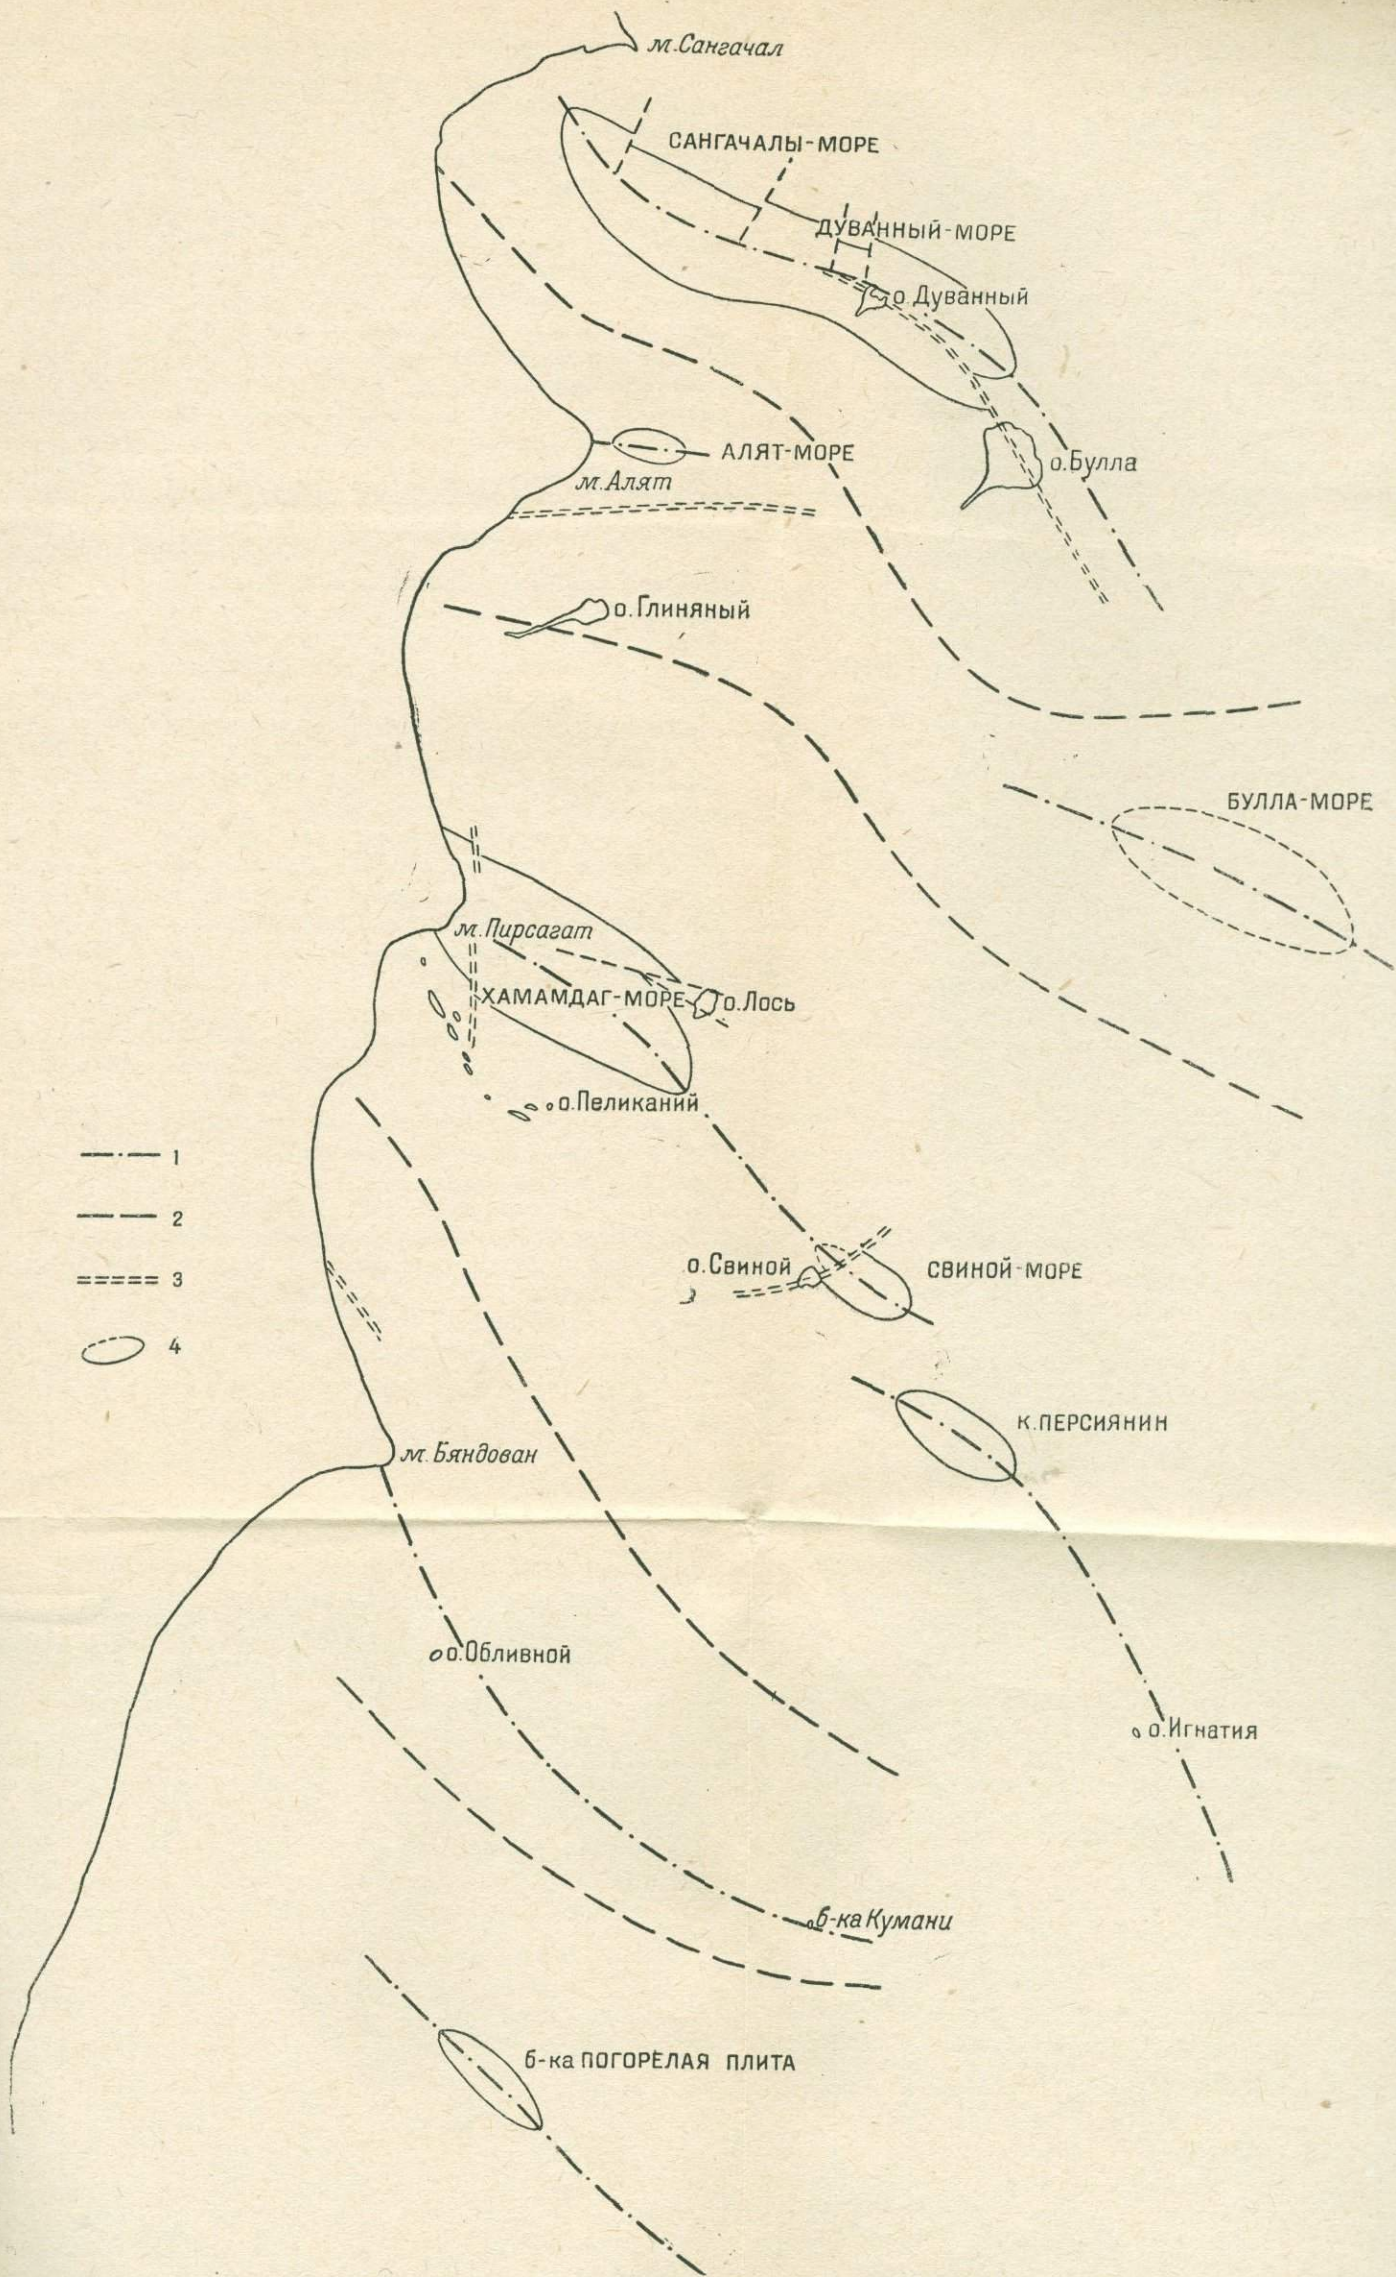 м.Сангачал
САНГАЧАЛЫ-МОРЕ
ДУВАННЫЙ-МОРЕ
о.Дуванный
АЛЯТ-МОРЕ
о.Булла
м.Алят
о.Глиняный
БУЛЛА-МОРЕ
м.Пирсагат
ХАМАМДАГ-МОРЕ
о.Лось
о.Пеликаний
1
2
3
4
о.Свиной
СВИНОЙ-МОРЕ
к.ПЕРСИЯНИН
м.Бяндован
о.Обливной
о.Игнатия
б-ка Кумани
б-ка ПОГОРЕЛАЯ ПЛИТА